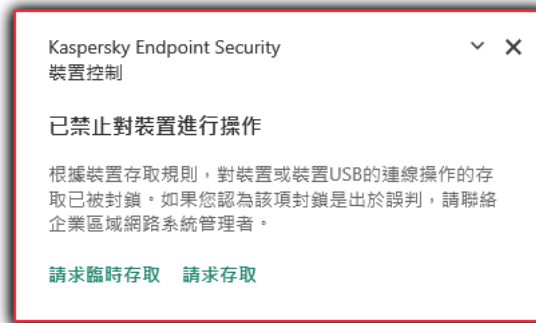 Kaspersky Endpoint Security
裝置控制
已禁止對裝置進行操作
根據裝置存取規則，對裝置或裝置USB的連線操作的存
取已被封鎖。如果您認為該項封鎖是出於誤判，請聯絡
企業區域網路系統管理者。
請求臨時存取 請求存取